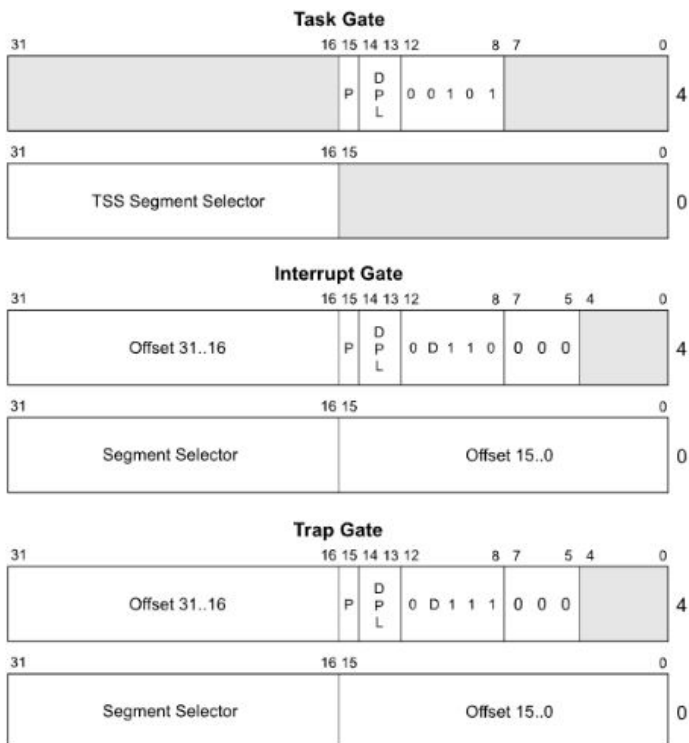 Task Gate
31 16 15 14 13 12 8 7 0
P D P L 0 0 1 0 1 4
31 16 15 0
TSS Segment Selector 0
Interrupt Gate
31 16 15 14 13 12 8 7 5 4 0
Offset 31..16 P D P L 0 D 1 1 0 0 0 0 4
31 16 15 0
Segment Selector Offset 15..0 0
Trap Gate
31 16 15 14 13 12 8 7 5 4 0
Offset 31..16 P D P L 0 D 1 1 1 0 0 0 4
31 16 15 0
Segment Selector Offset 15..0 0